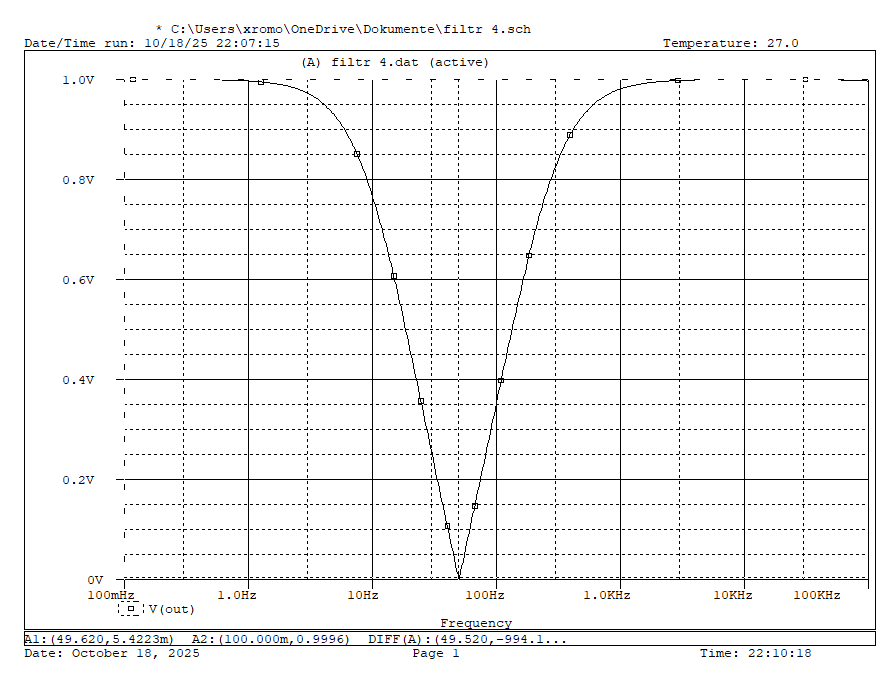 * C:\Users\xromo\OneDrive\Dokumente\filtr 4.sch
Date/Time run: 10/18/25 22:07:15 Temperature: 27.0
(A) filtr 4.dat (active)
1.0V
0.8V
0.6V
0.4V
0.2V
0V
100mHz 1.0Hz 10Hz 100Hz 1.0KHz 10KHz 100KHz
V(out)
Frequency
A1:(49.620,5.4223m) A2:(100.000m,0.9996) DIFF(A):(49.520,-994.1...
Date: October 18, 2025 Page 1 Time: 22:10:18